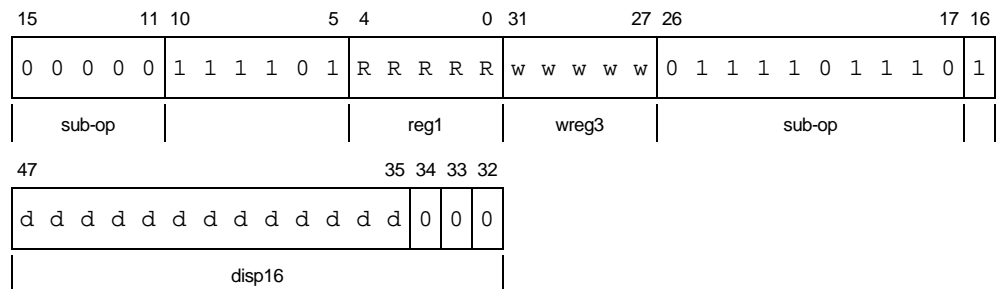 15 11 10 5 4 0 31 27 26 17 16
0 0 0 0 0 1 1 1 1 0 1 R R R R R w w w w w 0 1 1 1 1 0 1 1 1 0 1
sub-op reg1 wreg3 sub-op
47 35 34 33 32
d d d d d d d d d d d d d 0 0 0
disp16